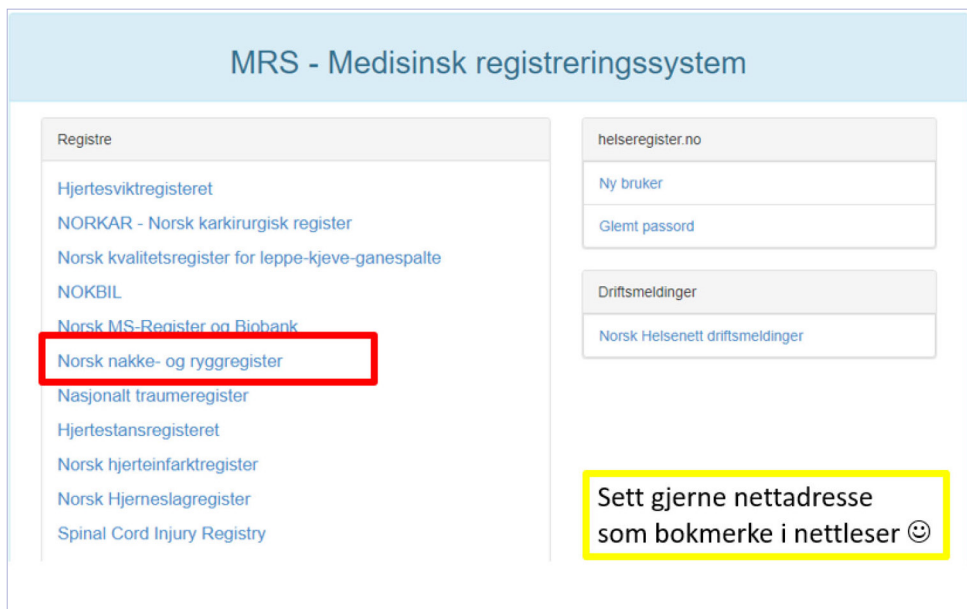 MRS - Medisinsk registreringssystem
Registre
Hjertesviktregisteret
NORKAR - Norsk karkirurgisk register
Norsk kvalitetsregister for leppe-kjeve-ganespalte
NOKBIL
Norsk MS-Register og Biobank
Norsk nakke- og ryggregister
Nasjonalt traumeregister
Hjertestansregisteret
Norsk hjerteinfarktregister
Norsk Hjerneslagregister
Spinal Cord Injury Registry
helseregister.no
Ny bruker
Glemt passord
Driftsmeldinger
Norsk Helsenett driftsmeldinger
Sett gjerne nettadresse
som bokmerke i nettleser ☺